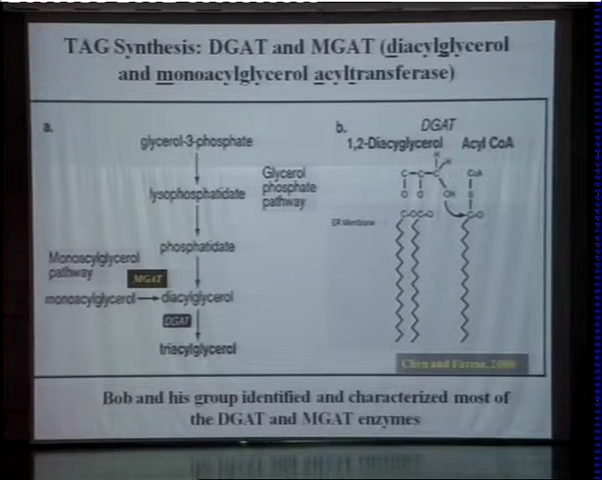 TAG Synthesis: DGAT and MGAT (diacylglycerol
and monoacylglycerol acyltransferase)
a.
glycerol-3-phosphate
Glycerol
phosphate
pathway
lysophosphatidate
phosphatidate
Monoacylglycerol
pathway
MGAT
monoacylglycerol
diacylglycerol
DGAT
triacylglycerol
b.
DGAT
1,2-Diacyglycerol Acyl CoA
H
H
C-C-C
CoA
O O OH S
C=O C=O C=O
ER Membrane
Chen and Farese, 2000
Bob and his group identified and characterized most of
the DGAT and MGAT enzymes